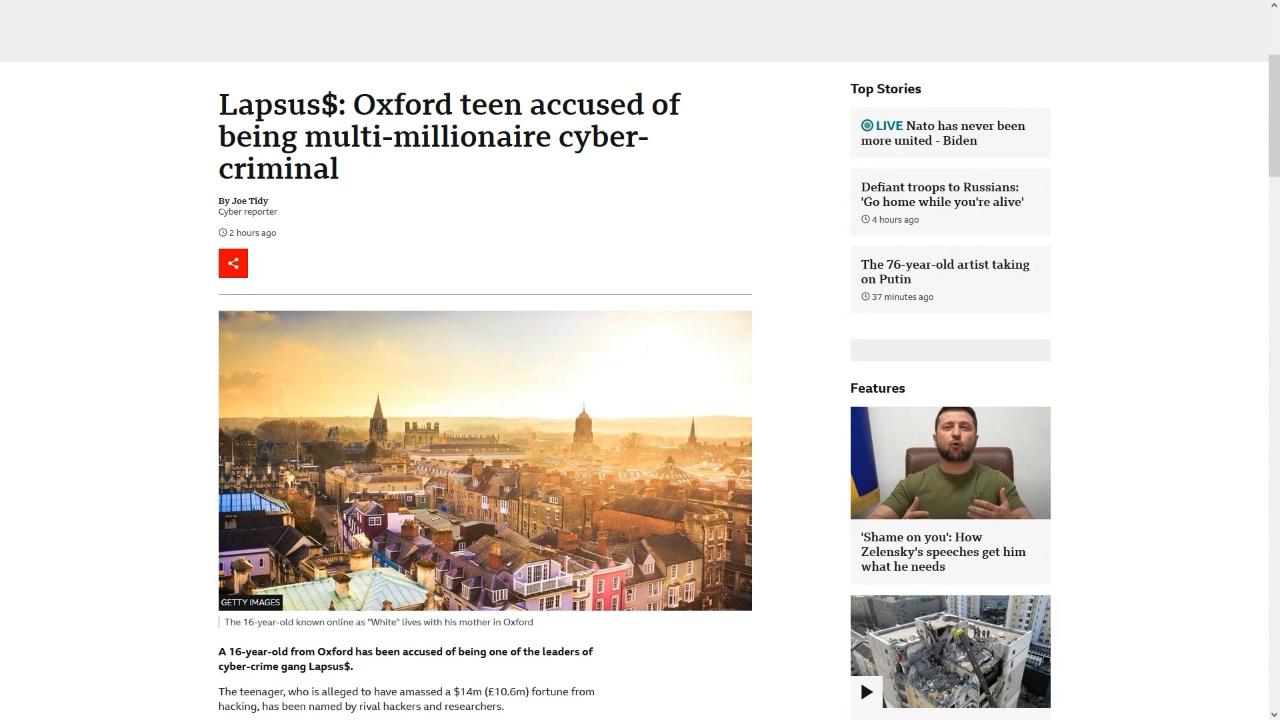 Lapsus$: Oxford teen accused of
being multi-millionaire cyber-
criminal
By Joe Tidy
Cyber reporter
2 hours ago
GETTY IMAGES
The 16-year-old known online as "White" lives with his mother in Oxford
A 16-year-old from Oxford has been accused of being one of the leaders of
cyber-crime gang Lapsus$.
The teenager, who is alleged to have amassed a $14m (£10.6m) fortune from
hacking, has been named by rival hackers and researchers.
Top Stories
LIVE Nato has never been
more united - Biden
Defiant troops to Russians:
'Go home while you're alive'
4 hours ago
The 76-year-old artist taking
on Putin
37 minutes ago
Features
'Shame on you': How
Zelensky's speeches get him
what he needs